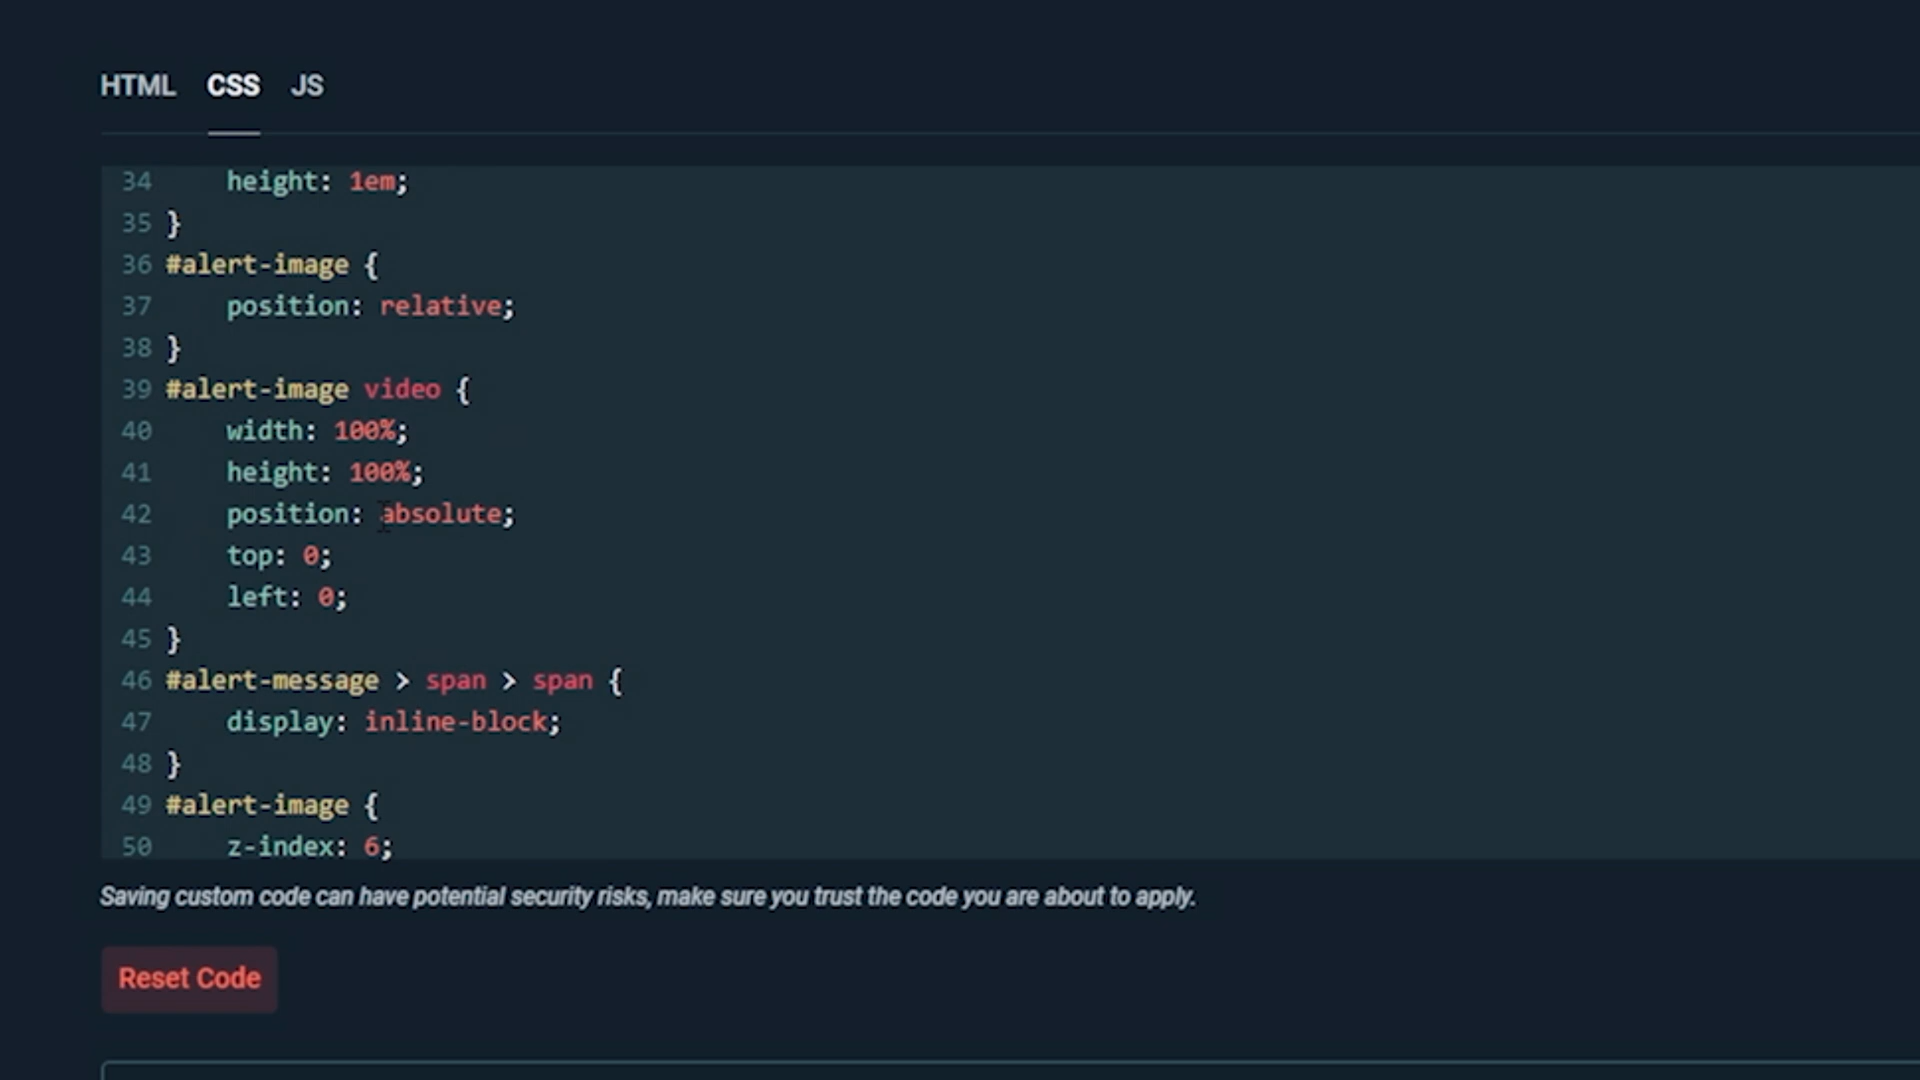 HTML CSS JS
34 height: 1em;
35 }
36 #alert-image {
37 position: relative;
38 }
39 #alert-image video {
40 width: 100%;
41 height: 100%;
42 position: absolute;
43 top: 0;
44 left: 0;
45 }
46 #alert-message > span > span {
47 display: inline-block;
48 }
49 #alert-image {
50 z-index: 6;
Saving custom code can have potential security risks, make sure you trust the code you are about to apply.
Reset Code